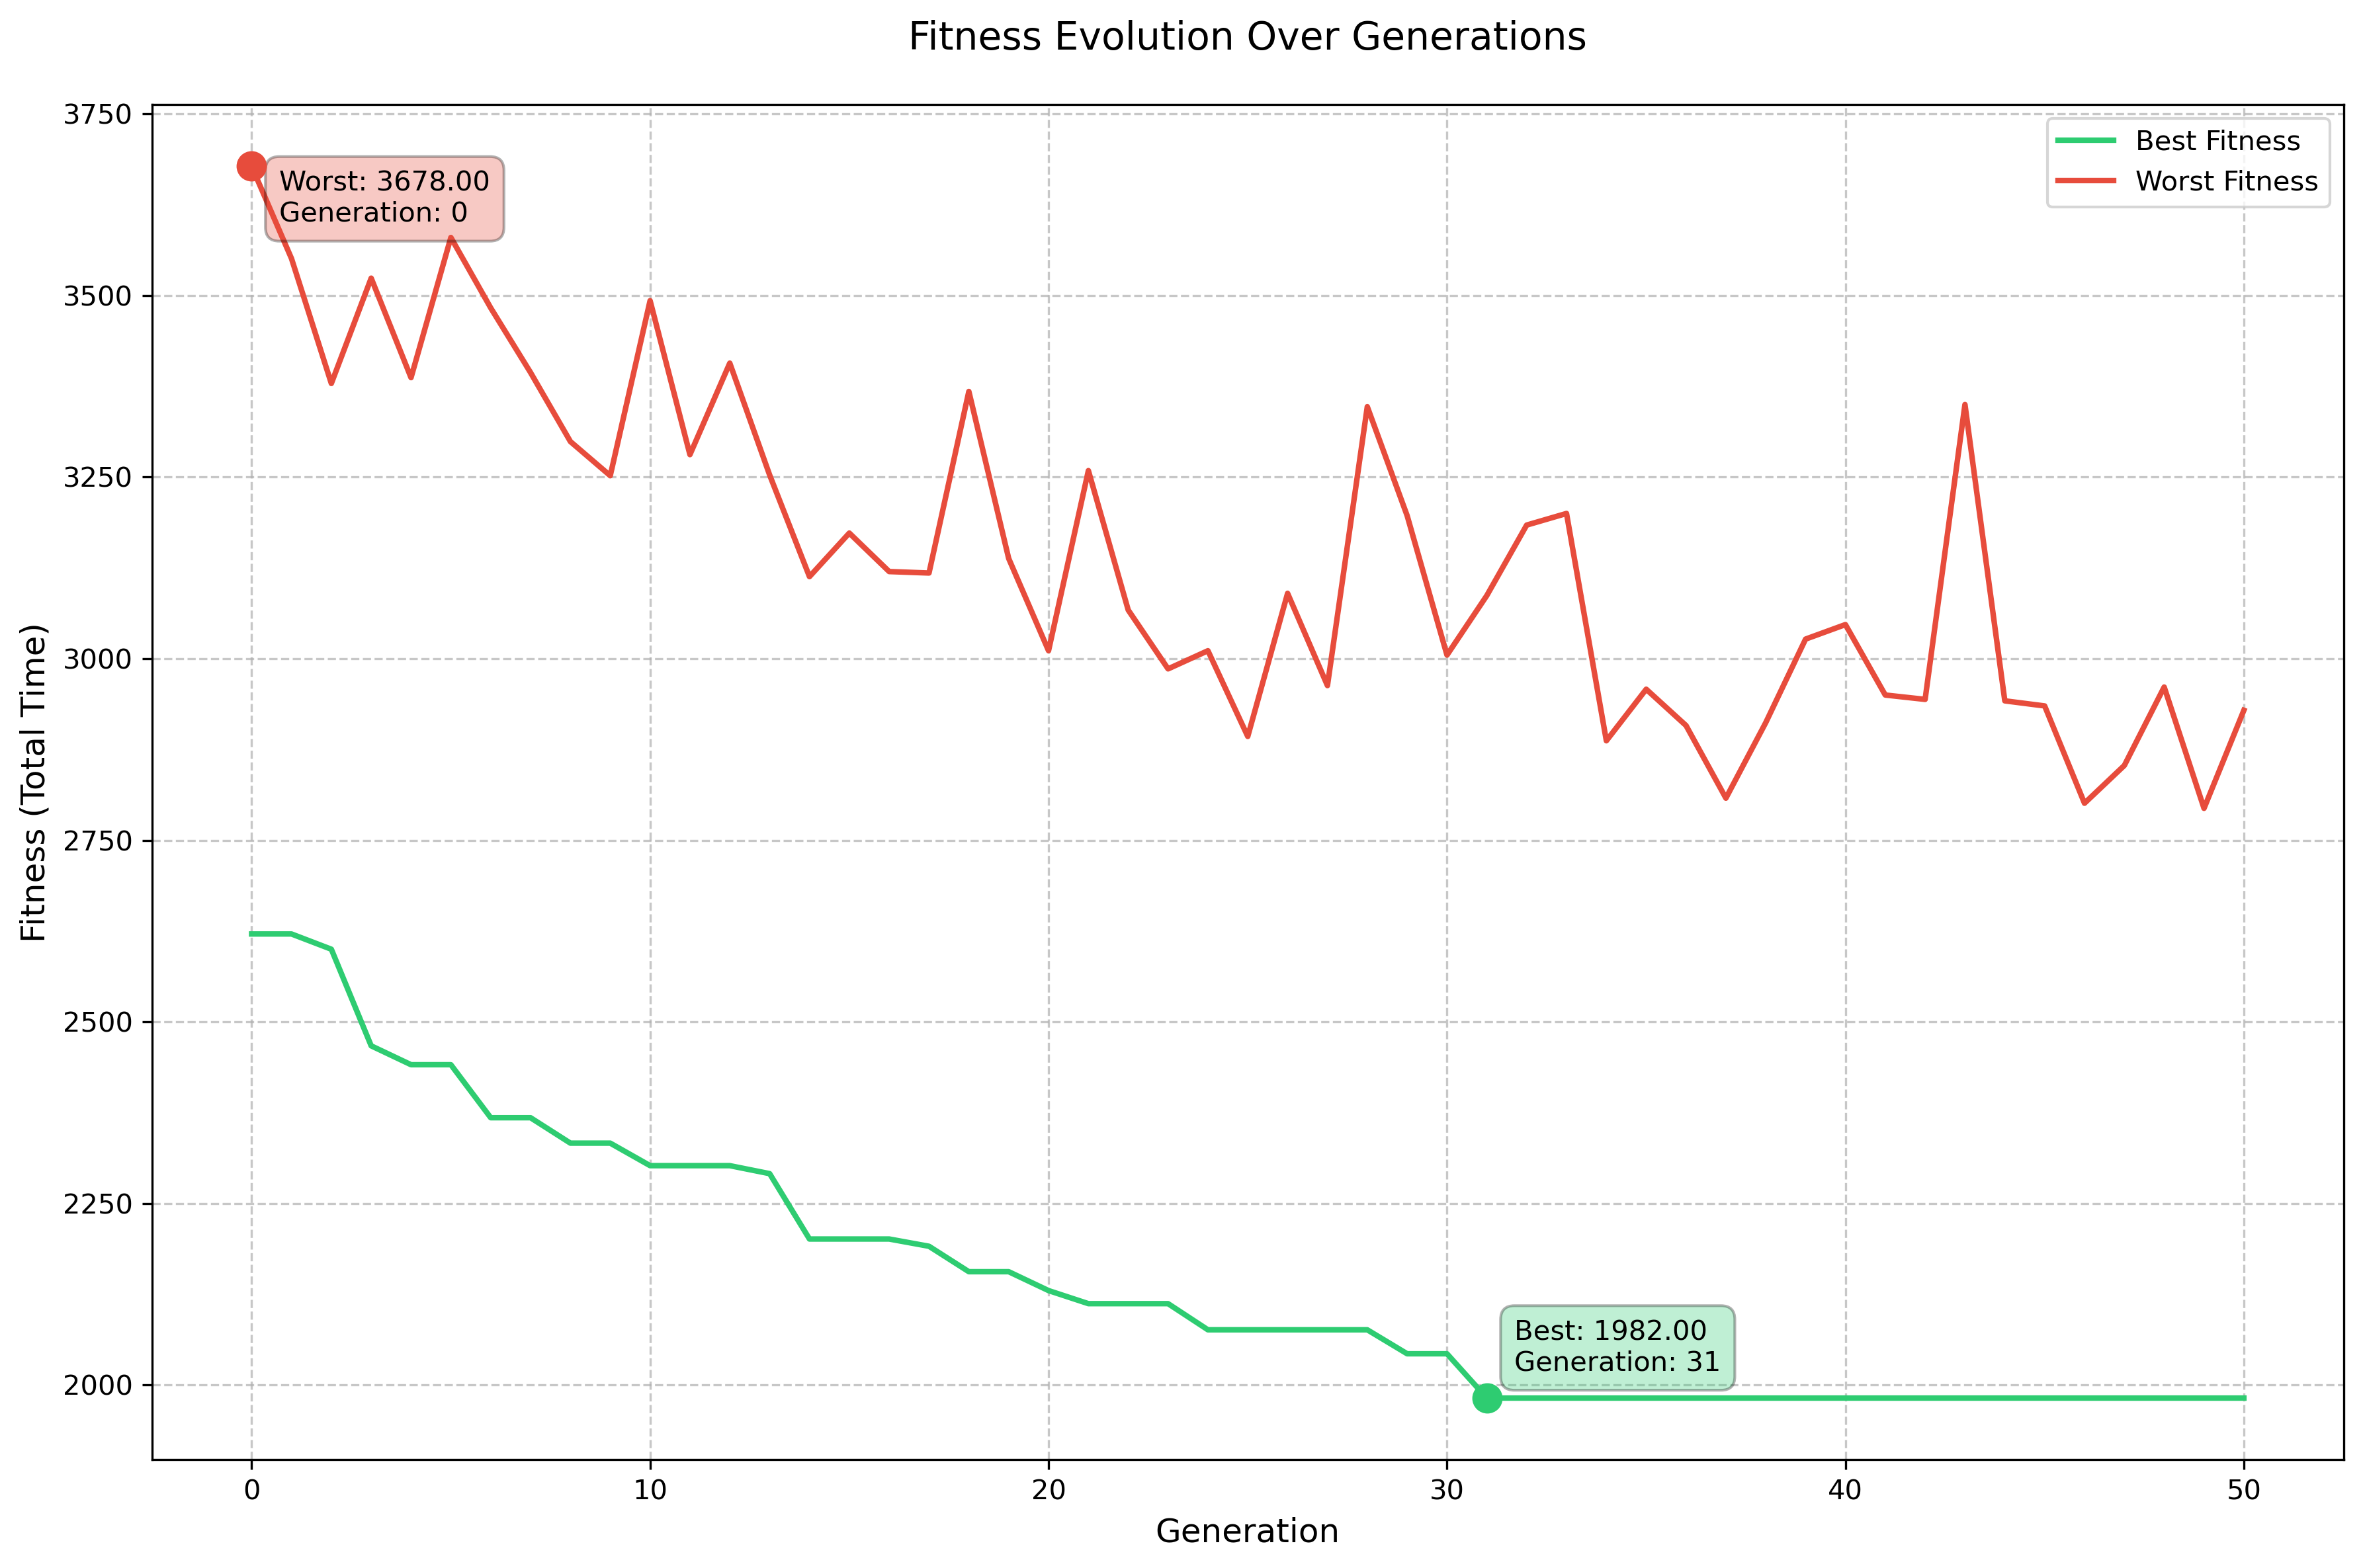 Fitness Evolution Over Generations
3750
3500
3250
3000
2750
2500
2250
2000
Fitness (Total Time)
Worst: 3678.00
Generation: 0
Best Fitness
Worst Fitness
Best: 1982.00
Generation: 31
0 10 20 30 40 50
Generation